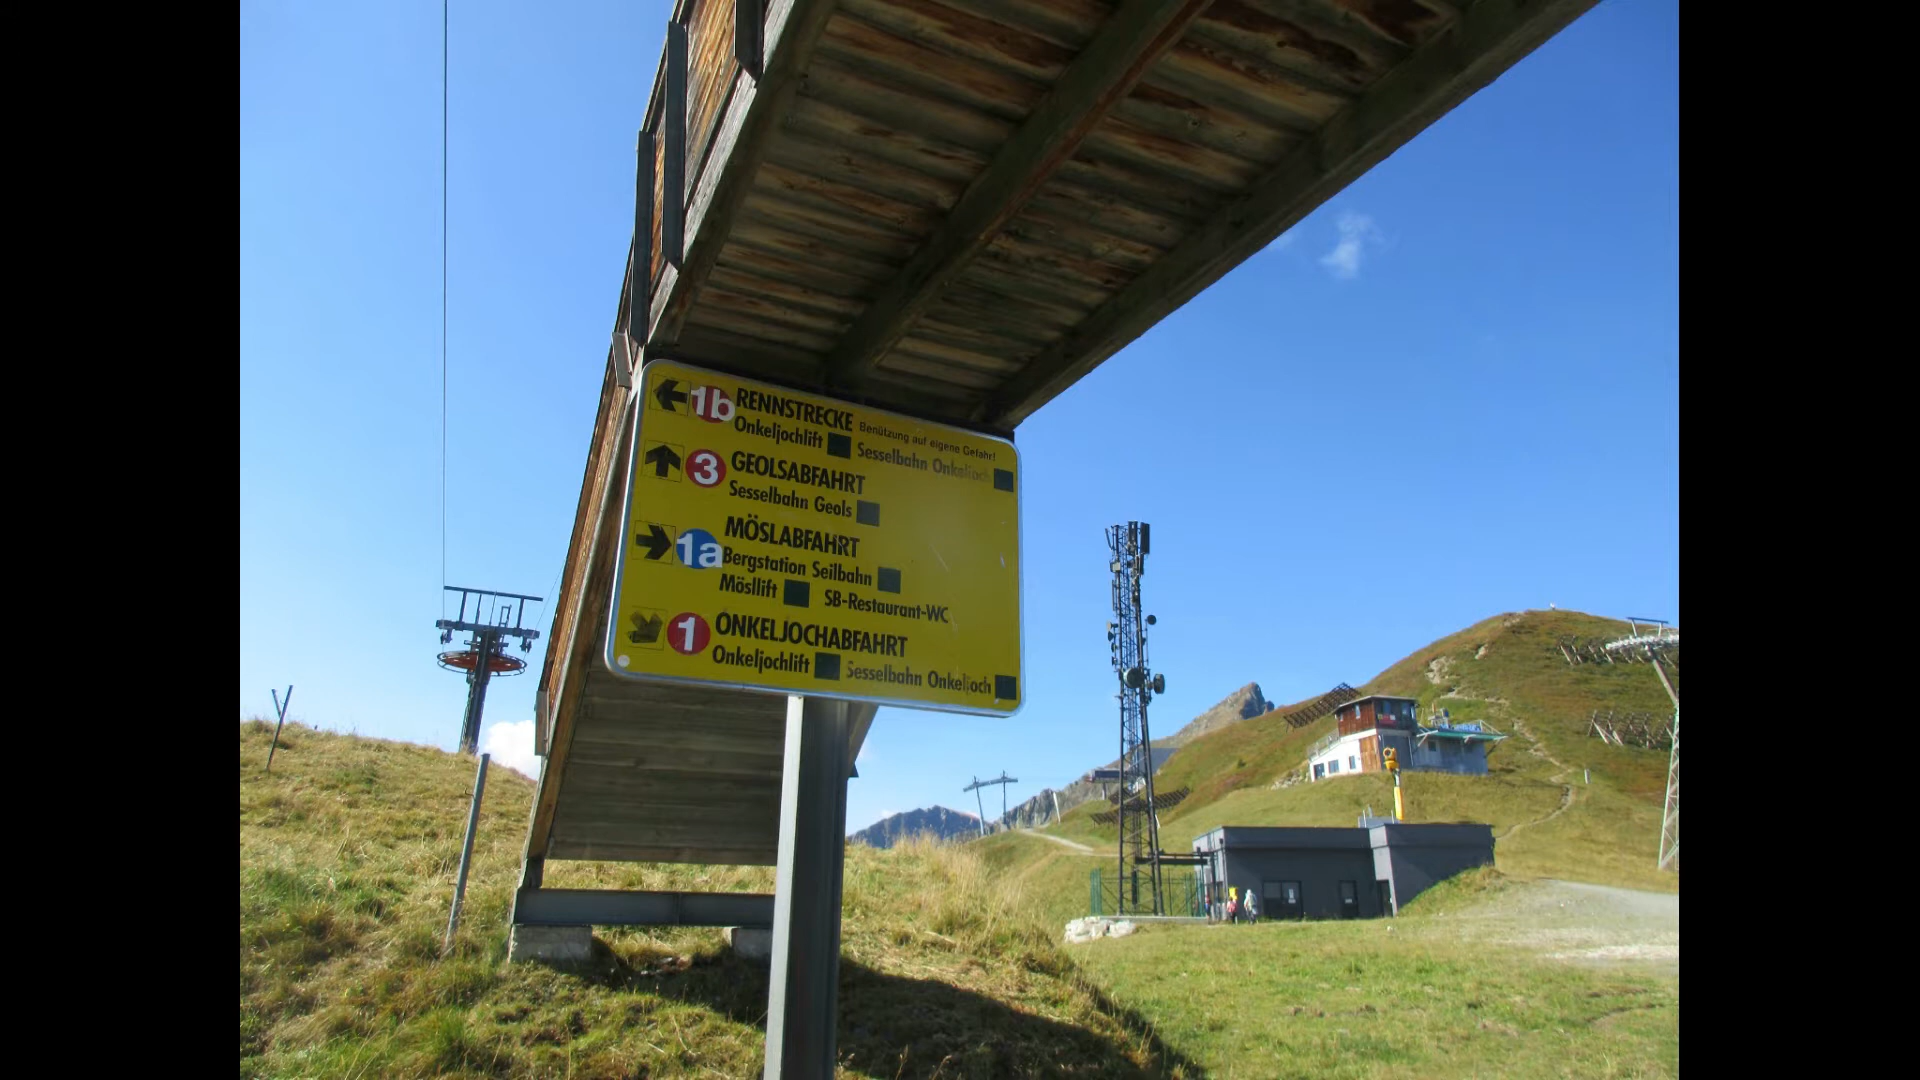 1b RENNSTRECKE Benützung auf eigene Gefahr!
Onkeljochlift Sesselbahn Onkeljoch
3 GEOLSABFAHRT
Sesselbahn Geols
1a MÖSLABFAHRT
Bergstation Seilbahn
Mösllift SB-Restaurant-WC
1 ONKELJOCHABFAHRT
Onkeljochlift Sesselbahn Onkeljoch